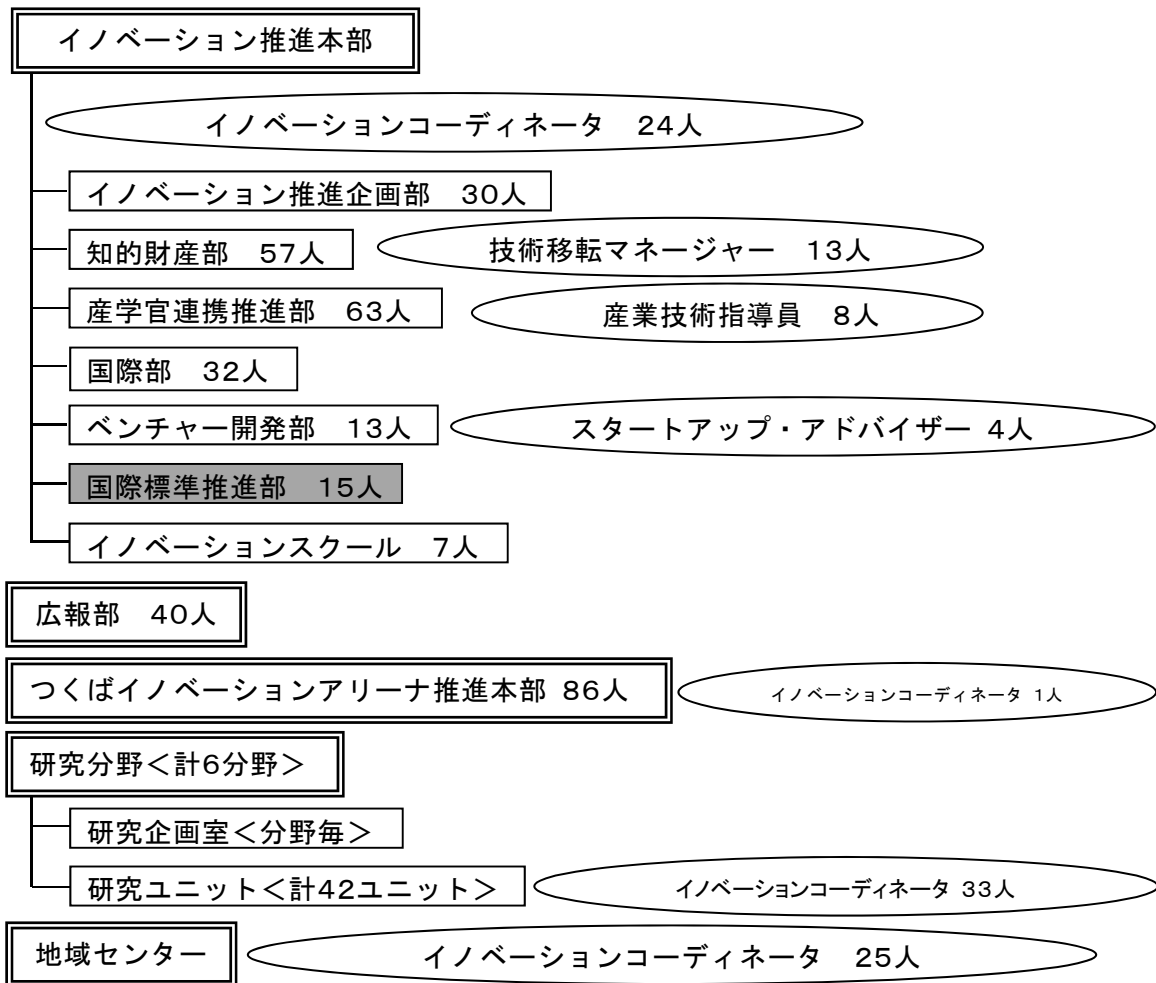 イノベーション推進本部
イノベーションコーディネータ　24人
イノベーション推進企画部　30人
知的財産部　57人
技術移転マネージャー　13人
産学官連携推進部　63人
産業技術指導員　8人
国際部　32人
ベンチャー開発部　13人
スタートアップ・アドバイザー 4人
国際標準推進部　15人
イノベーションスクール　7人
広報部　40人
つくばイノベーションアリーナ推進本部 86人
イノベーションコーディネータ 1人
研究分野＜計6分野＞
研究企画室＜分野毎＞
研究ユニット＜計42ユニット＞
イノベーションコーディネータ 33人
地域センター
イノベーションコーディネータ　25人